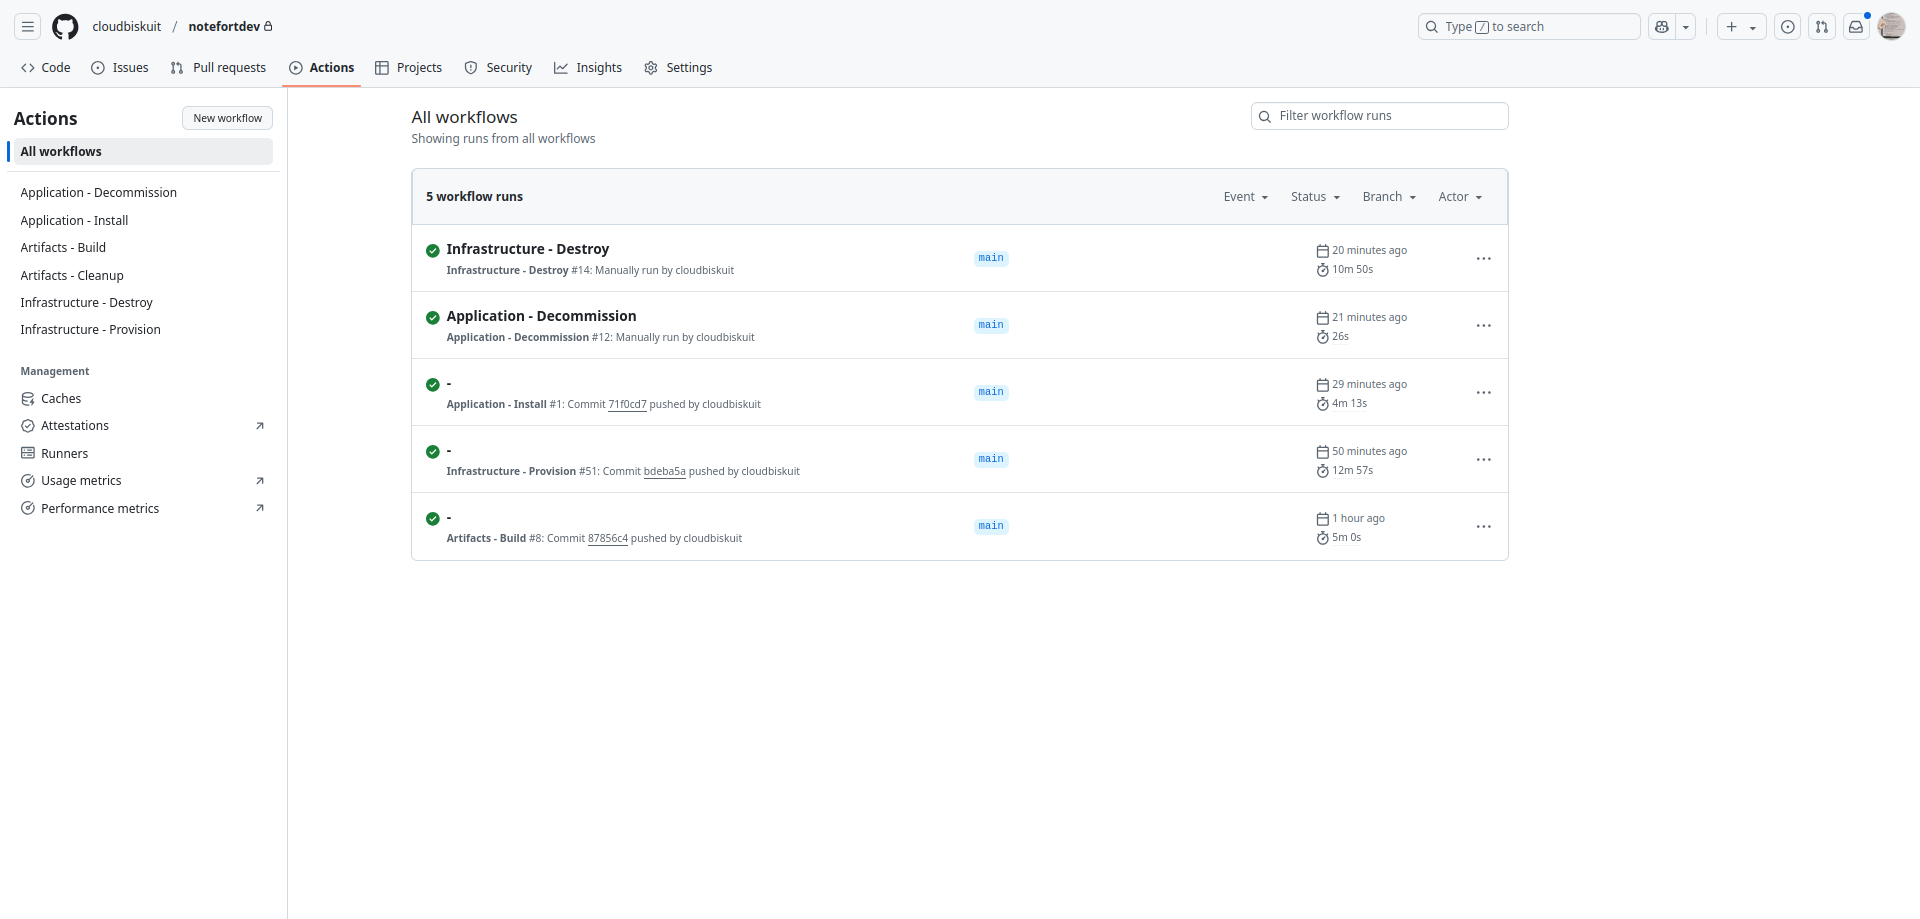 cloudbiskuit / notefortdev
Type / to search
Code Issues Pull requests Actions Projects Security Insights Settings
Actions
New workflow
All workflows
Application - Decommission
Application - Install
Artifacts - Build
Artifacts - Cleanup
Infrastructure - Destroy
Infrastructure - Provision
Management
Caches
Attestations
Runners
Usage metrics
Performance metrics
All workflows
Showing runs from all workflows
Filter workflow runs
5 workflow runs
Event Status Branch Actor
Infrastructure - Destroy
Infrastructure - Destroy #14: Manually run by cloudbiskuit
main
20 minutes ago
10m 50s
Application - Decommission
Application - Decommission #12: Manually run by cloudbiskuit
main
21 minutes ago
26s
-
Application - Install #1: Commit 71f0cd7 pushed by cloudbiskuit
main
29 minutes ago
4m 13s
-
Infrastructure - Provision #51: Commit bdeba5a pushed by cloudbiskuit
main
50 minutes ago
12m 57s
-
Artifacts - Build #8: Commit 87856c4 pushed by cloudbiskuit
main
1 hour ago
5m 0s